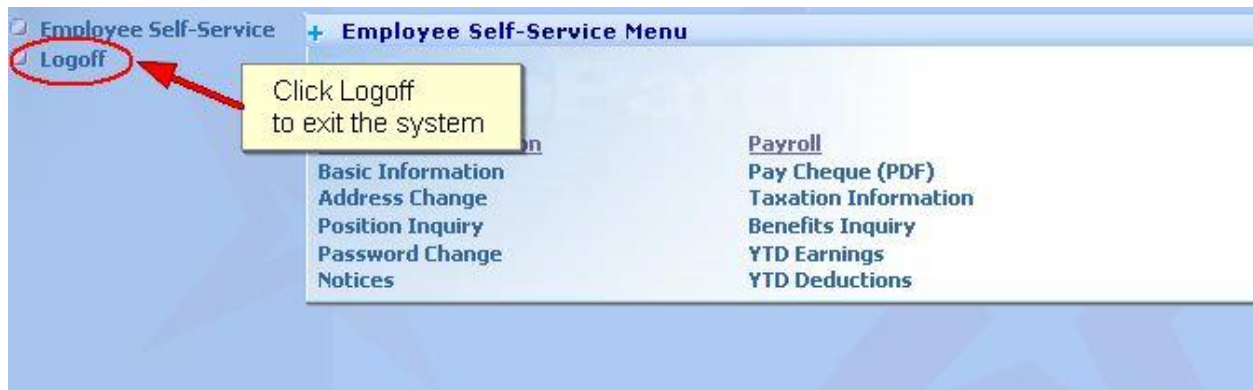 Employee Self-Service
Logoff
+ Employee Self-Service Menu
Click Logoff
to exit the system
Basic Information
Address Change
Position Inquiry
Password Change
Notices
Payroll
Pay Cheque (PDF)
Taxation Information
Benefits Inquiry
YTD Earnings
YTD Deductions